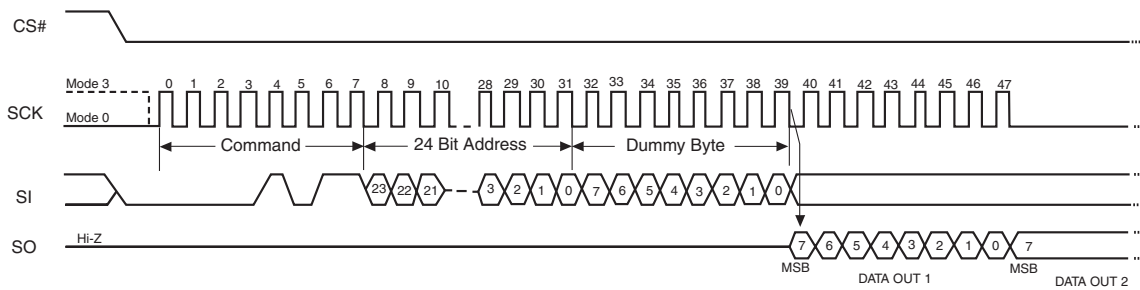 CS#
Mode 3
0 1 2 3 4 5 6 7 8 9 10 28 29 30 31 32 33 34 35 36 37 38 39 40 41 42 43 44 45 46 47
SCK
Mode 0
Command 24 Bit Address Dummy Byte
SI
23 22 21 3 2 1 0 7 6 5 4 3 2 1 0
Hi-Z
SO
7 6 5 4 3 2 1 0 7
MSB DATA OUT 1 MSB DATA OUT 2